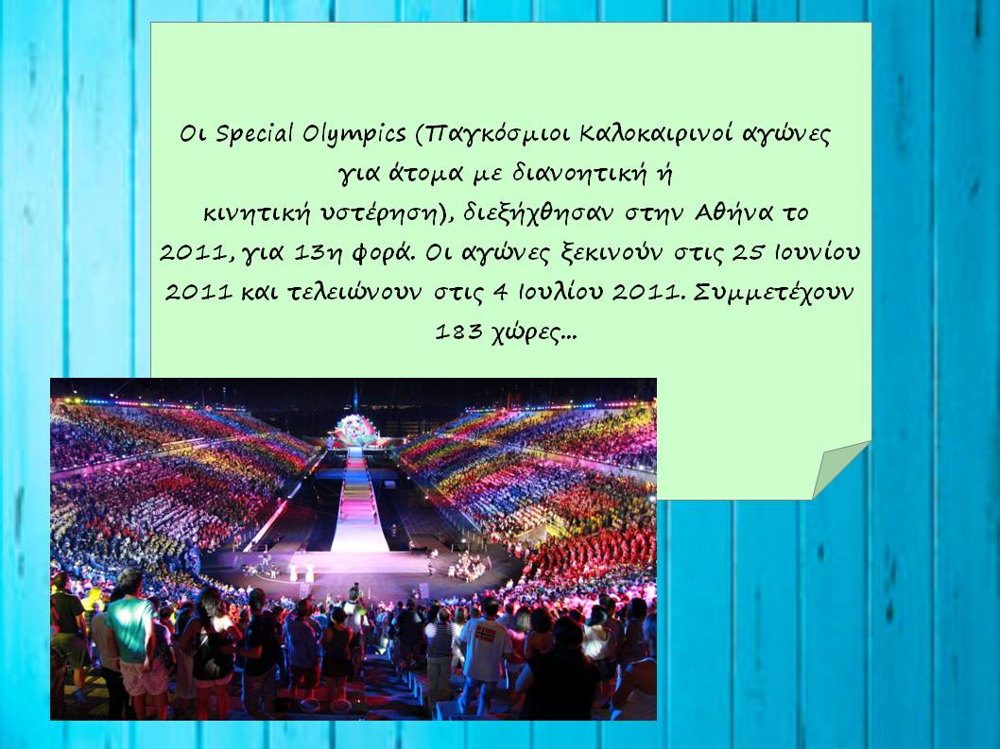 Οι Special Olympics (Παγκόσμιοι Καλοκαιρινοί αγώνες
για άτομα με διανοητική ή
κινητική υστέρηση), διεξήχθησαν στην Αθήνα το
2011, για 13η φορά. Οι αγώνες ξεκινούν στις 25 Ιουνίου
2011 και τελειώνουν στις 4 Ιουλίου 2011. Συμμετέχουν
183 χώρες...